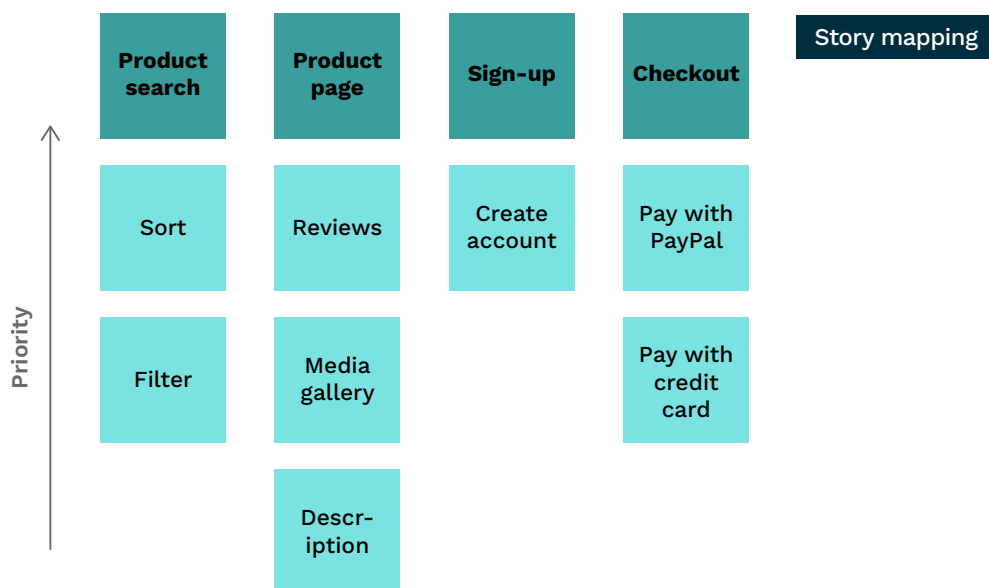 Story mapping
Product
search
Product
page
Sign-up
Checkout
Priority
Sort
Reviews
Create
account
Pay with
PayPal
Filter
Media
gallery
Pay with
credit
card
Descr-
iption